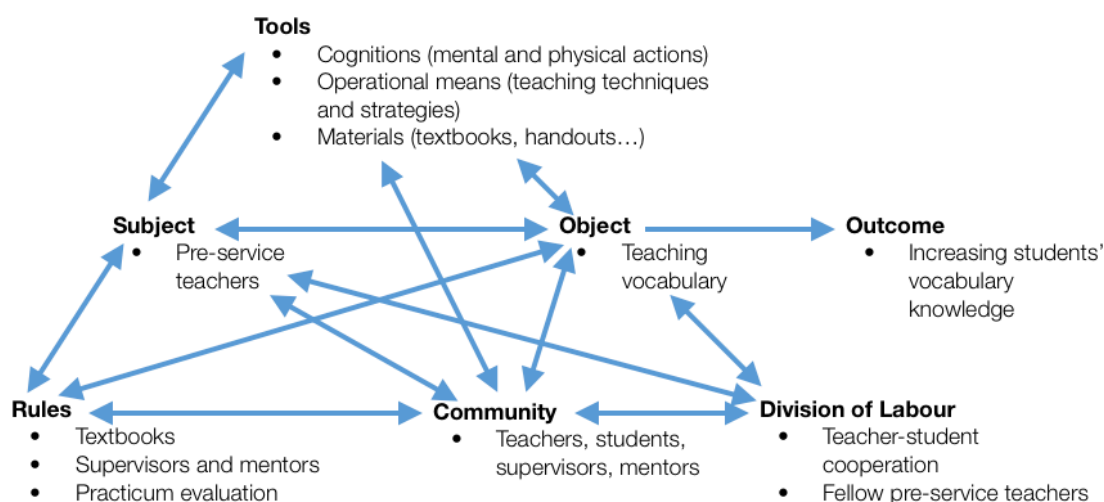 Tools
• Cognitions (mental and physical actions)
• Operational means (teaching techniques
and strategies)
• Materials (textbooks, handouts…)
Subject
• Pre-service
teachers
Object
• Teaching
vocabulary
Outcome
• Increasing students’
vocabulary
knowledge
Rules
• Textbooks
• Supervisors and mentors
• Practicum evaluation
Community
• Teachers, students,
supervisors, mentors
Division of Labour
• Teacher-student
cooperation
• Fellow pre-service teachers